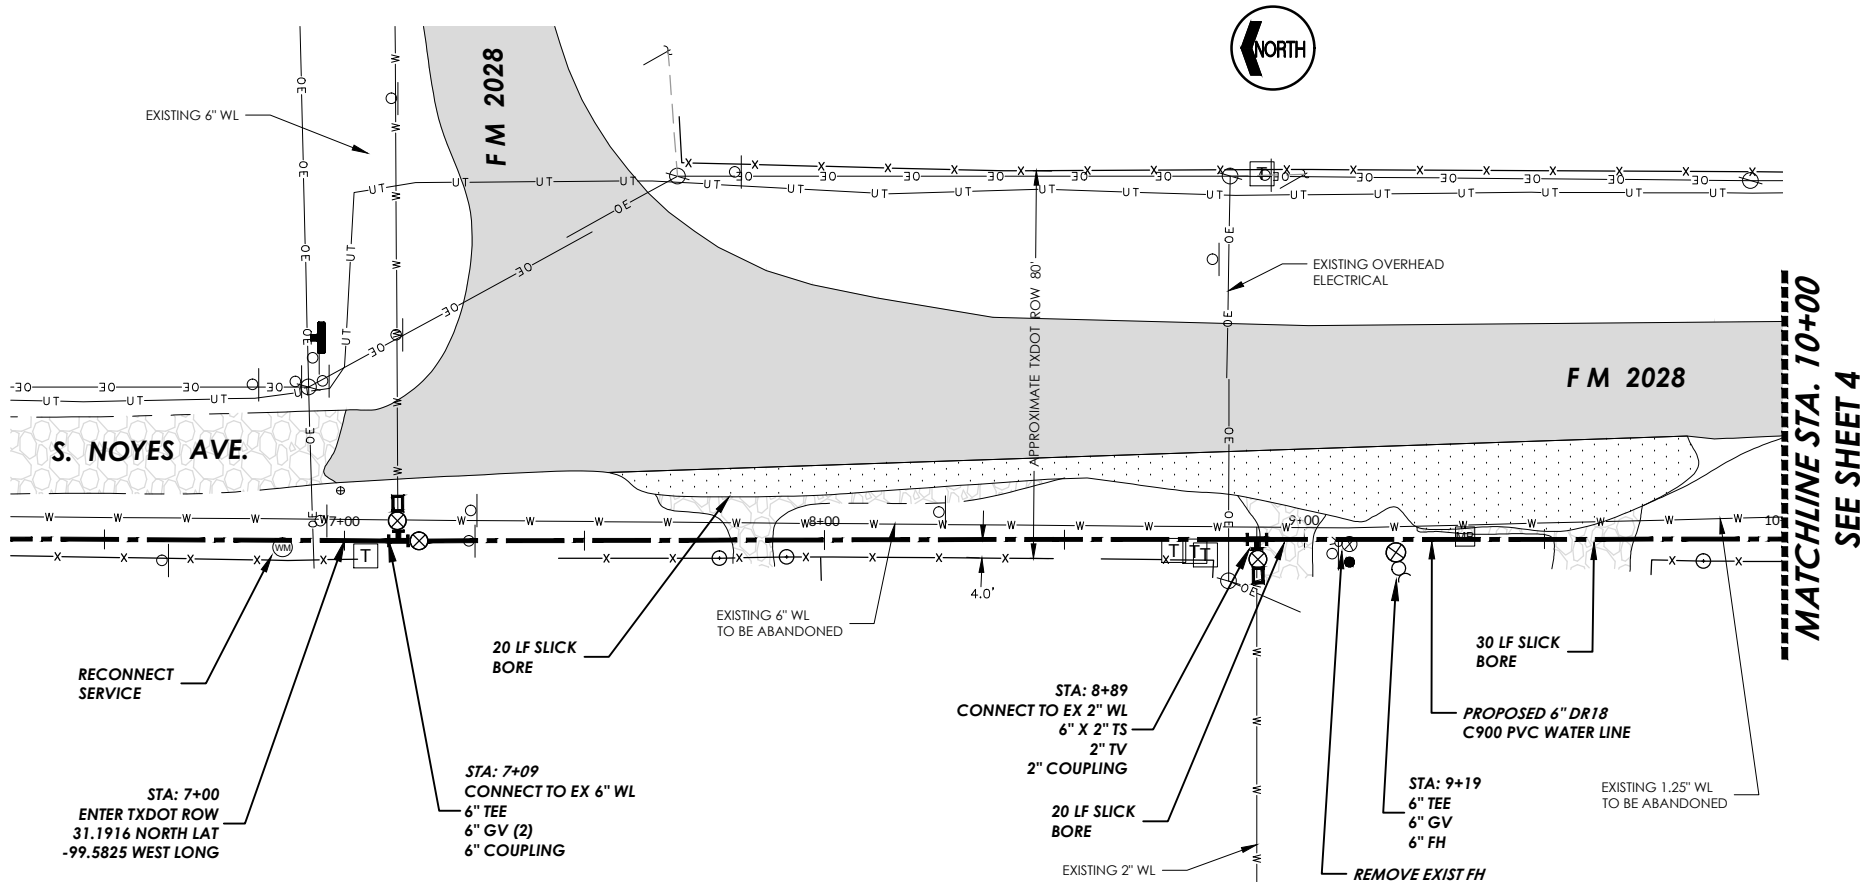 NORTH
EXISTING 6" WL
F M 2028
EXISTING OVERHEAD
ELECTRICAL
APPROXIMATE TXDOT ROW 80'
F M 2028
MATCHLINE STA. 10+00
SEE SHEET 4
S. NOYES AVE.
7+00
8+00
9+00
10
WM
T
T
T
T
MB
4.0'
EXISTING 6" WL
TO BE ABANDONED
20 LF SLICK
BORE
RECONNECT
SERVICE
30 LF SLICK
BORE
STA: 8+89
CONNECT TO EX 2" WL
6" X 2" TS
2" TV
2" COUPLING
PROPOSED 6" DR18
C900 PVC WATER LINE
STA: 7+00
ENTER TXDOT ROW
31.1916 NORTH LAT
-99.5825 WEST LONG
STA: 7+09
CONNECT TO EX 6" WL
6" TEE
6" GV (2)
6" COUPLING
20 LF SLICK
BORE
STA: 9+19
6" TEE
6" GV
6" FH
EXISTING 1.25" WL
TO BE ABANDONED
EXISTING 2" WL
REMOVE EXIST FH